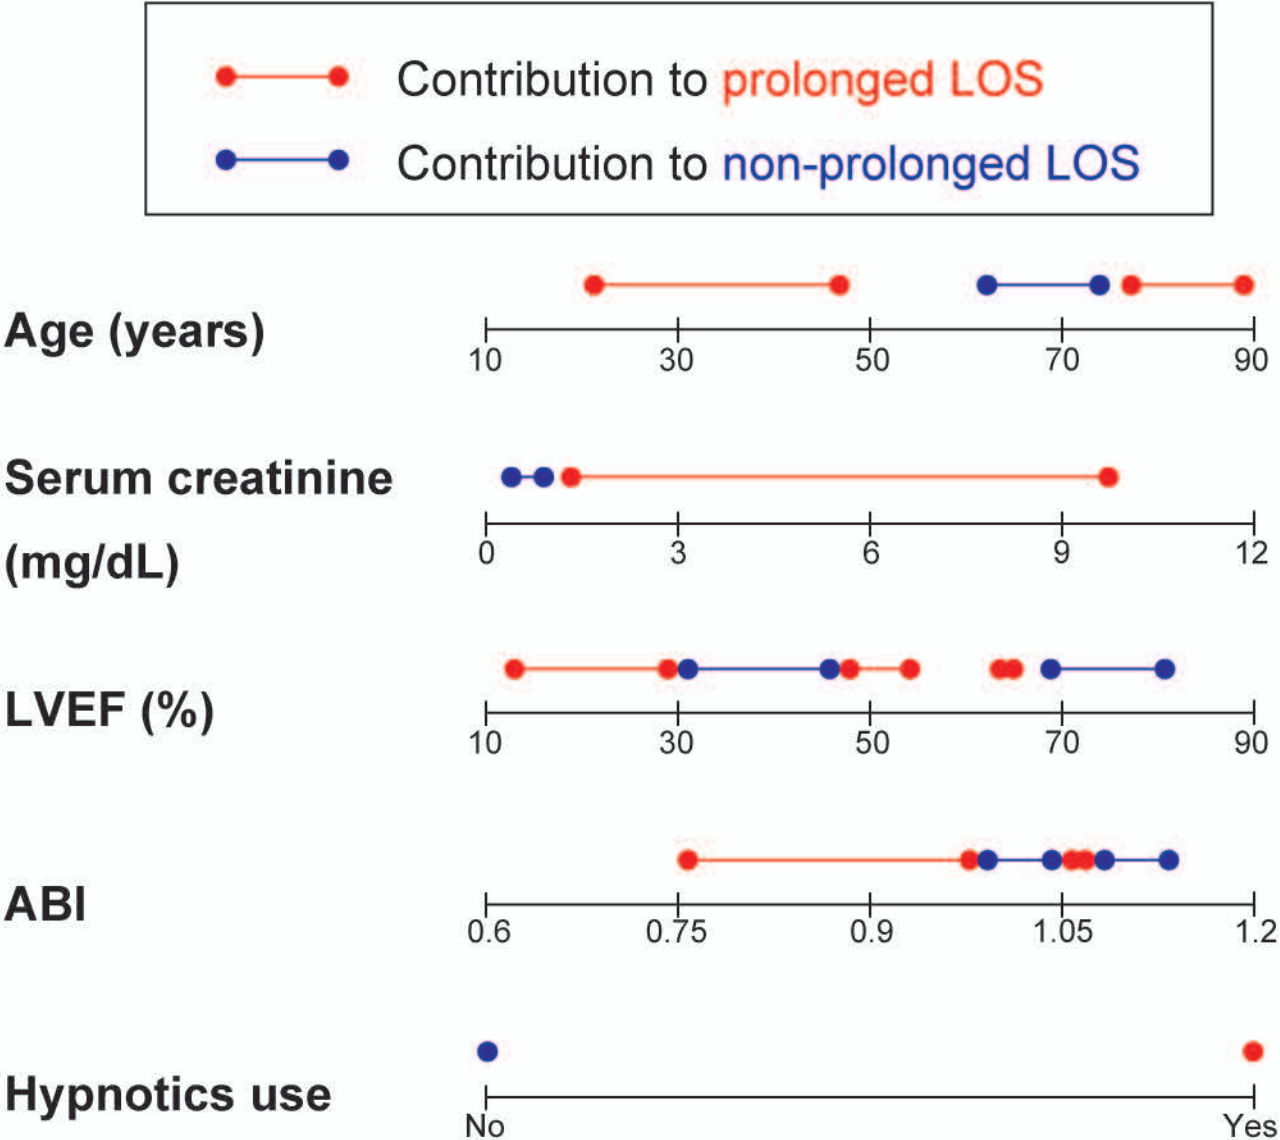 Contribution to prolonged LOS
Contribution to non-prolonged LOS
Age (years)
10 30 50 70 90
Serum creatinine
(mg/dL)
0 3 6 9 12
LVEF (%)
10 30 50 70 90
ABI
0.6 0.75 0.9 1.05 1.2
Hypnotics use
No Yes